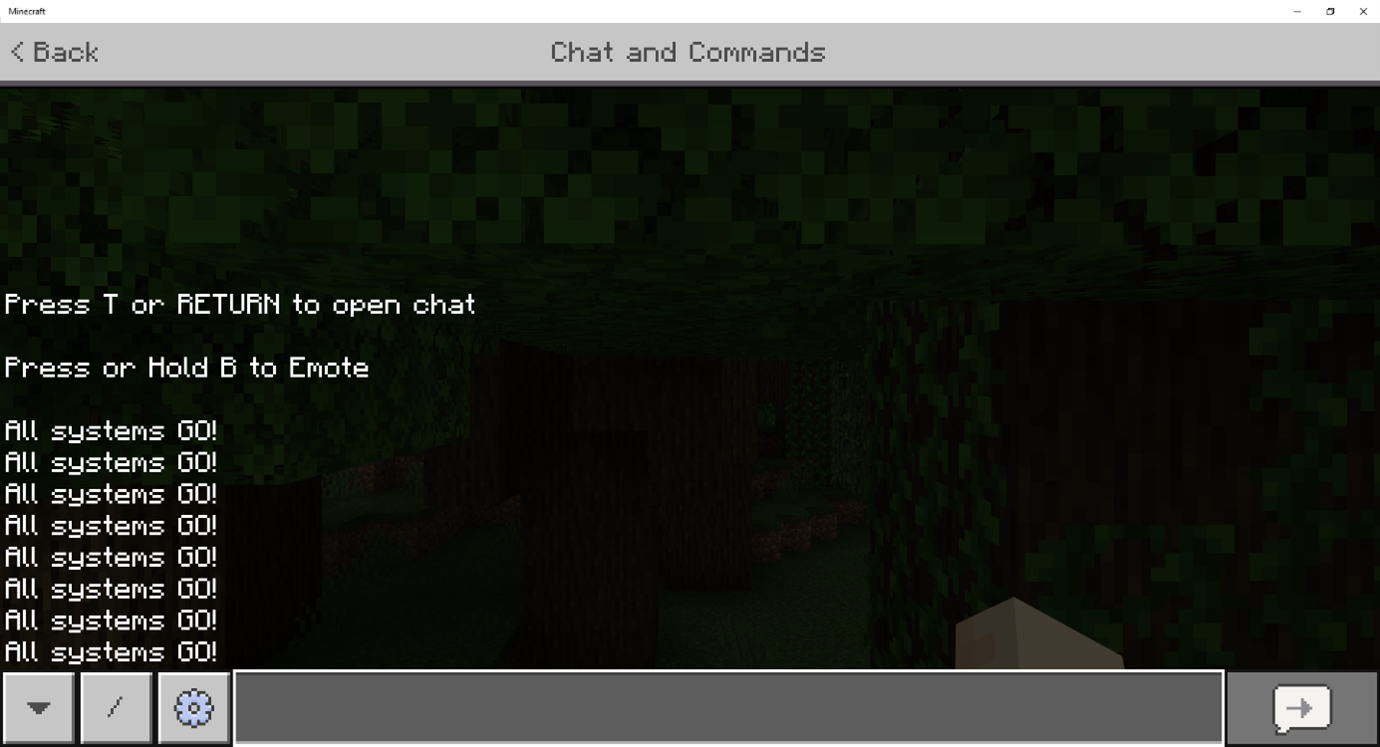 Minecraft
< Back
Chat and Commands
Press T or RETURN to open chat
Press or Hold B to Emote
All systems GO!
All systems GO!
All systems GO!
All systems GO!
All systems GO!
All systems GO!
All systems GO!
All systems GO!
/